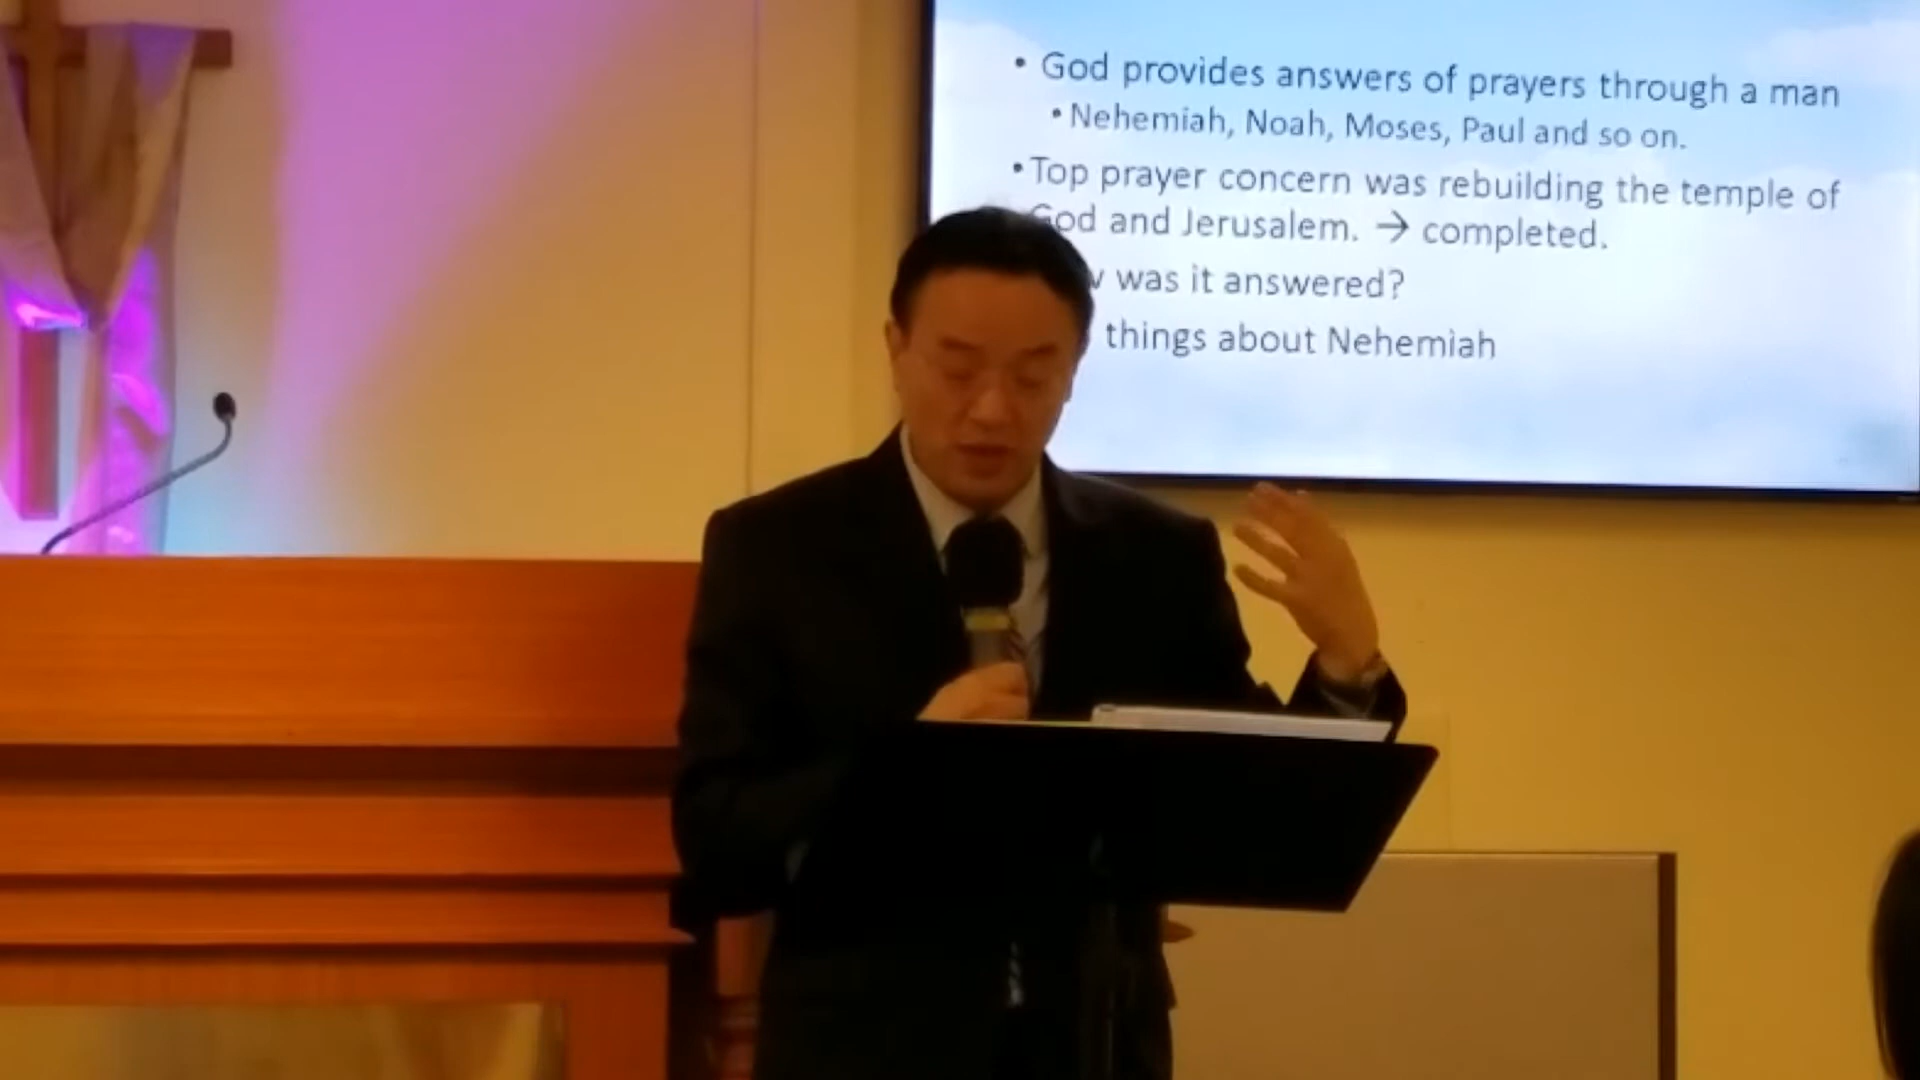 • God provides answers of prayers through a man
• Nehemiah, Noah, Moses, Paul and so on.
• Top prayer concern was rebuilding the temple of
God and Jerusalem. → completed.
was it answered?
things about Nehemiah